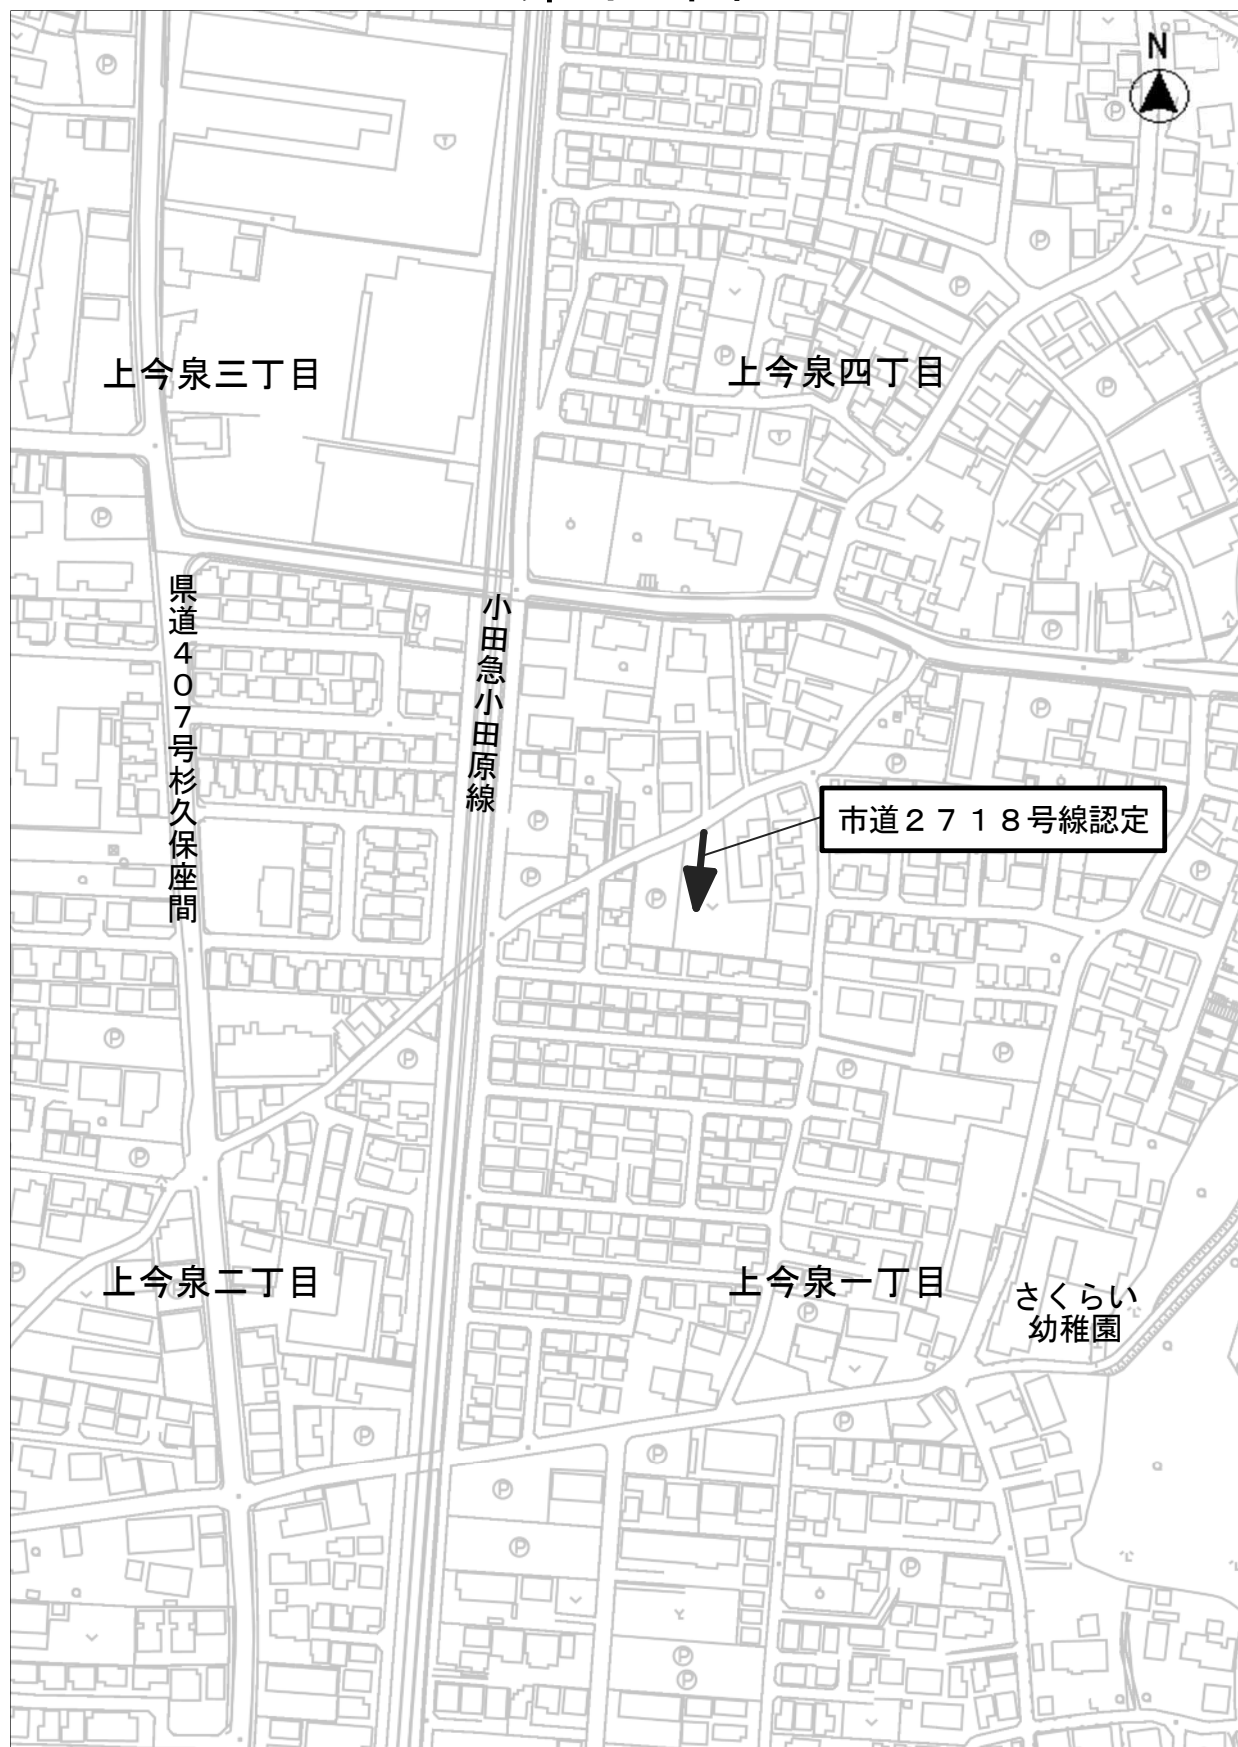 N
上今泉三丁目
上今泉四丁目
県道４０７号杉久保座間
小田急小田原線
市道２７１８号線認定
上今泉二丁目
上今泉一丁目
さくらい
幼稚園